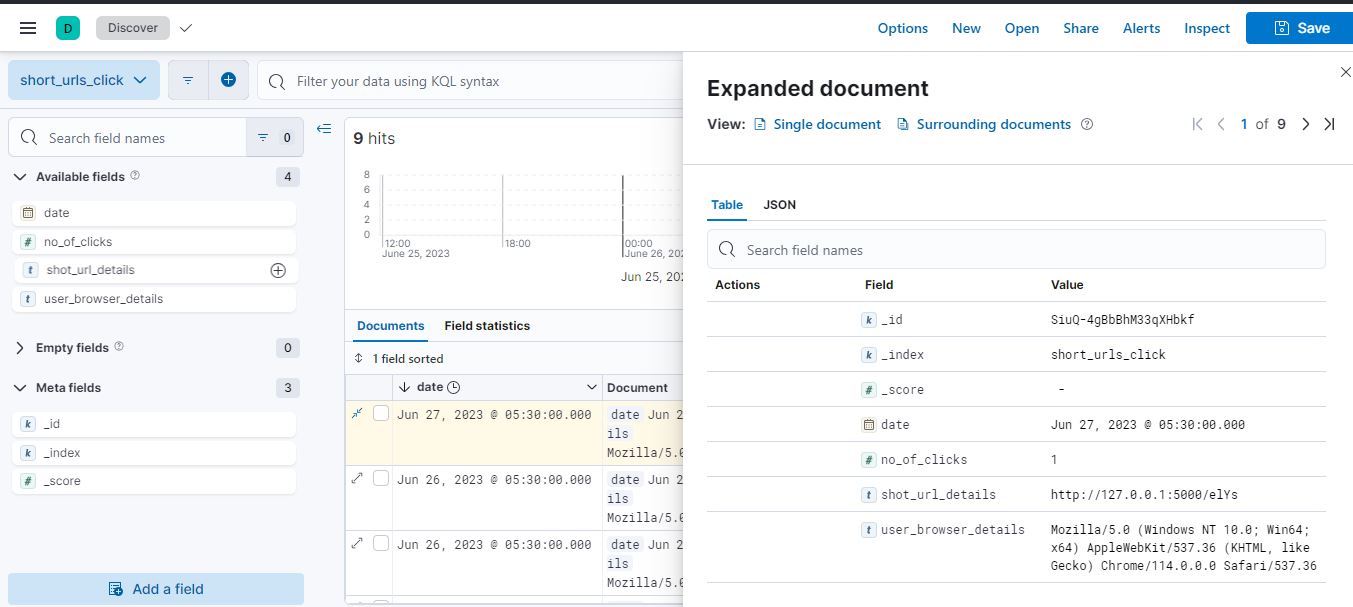 D Discover Options New Open Share Alerts Inspect Save
short_urls_click Filter your data using KQL syntax
Search field names 0
Available fields 4
date
no_of_clicks
shot_url_details
user_browser_details
Empty fields 0
Meta fields 3
k _id
k _index
_score
Add a field
9 hits
8
6
4
2
0
12:00 18:00 00:00
June 25, 2023 June 26, 202
Jun 25, 202
Documents Field statistics
1 field sorted
date Document
Jun 27, 2023 @ 05:30:00.000 date Jun 2
ils
Mozilla/5.0
Jun 26, 2023 @ 05:30:00.000 date Jun 2
ils
Mozilla/5.0
Jun 26, 2023 @ 05:30:00.000 date Jun 2
ils
Mozilla/5.0
Expanded document
View: Single document Surrounding documents 1 of 9
Table JSON
Search field names
Actions Field Value
k _id SiuQ-4gBbBhM33qXHbkf
k _index short_urls_click
# _score -
date Jun 27, 2023 @ 05:30:00.000
# no_of_clicks 1
t shot_url_details http://127.0.0.1:5000/elYs
t user_browser_details Mozilla/5.0 (Windows NT 10.0; Win64;
x64) AppleWebKit/537.36 (KHTML, like
Gecko) Chrome/114.0.0.0 Safari/537.36